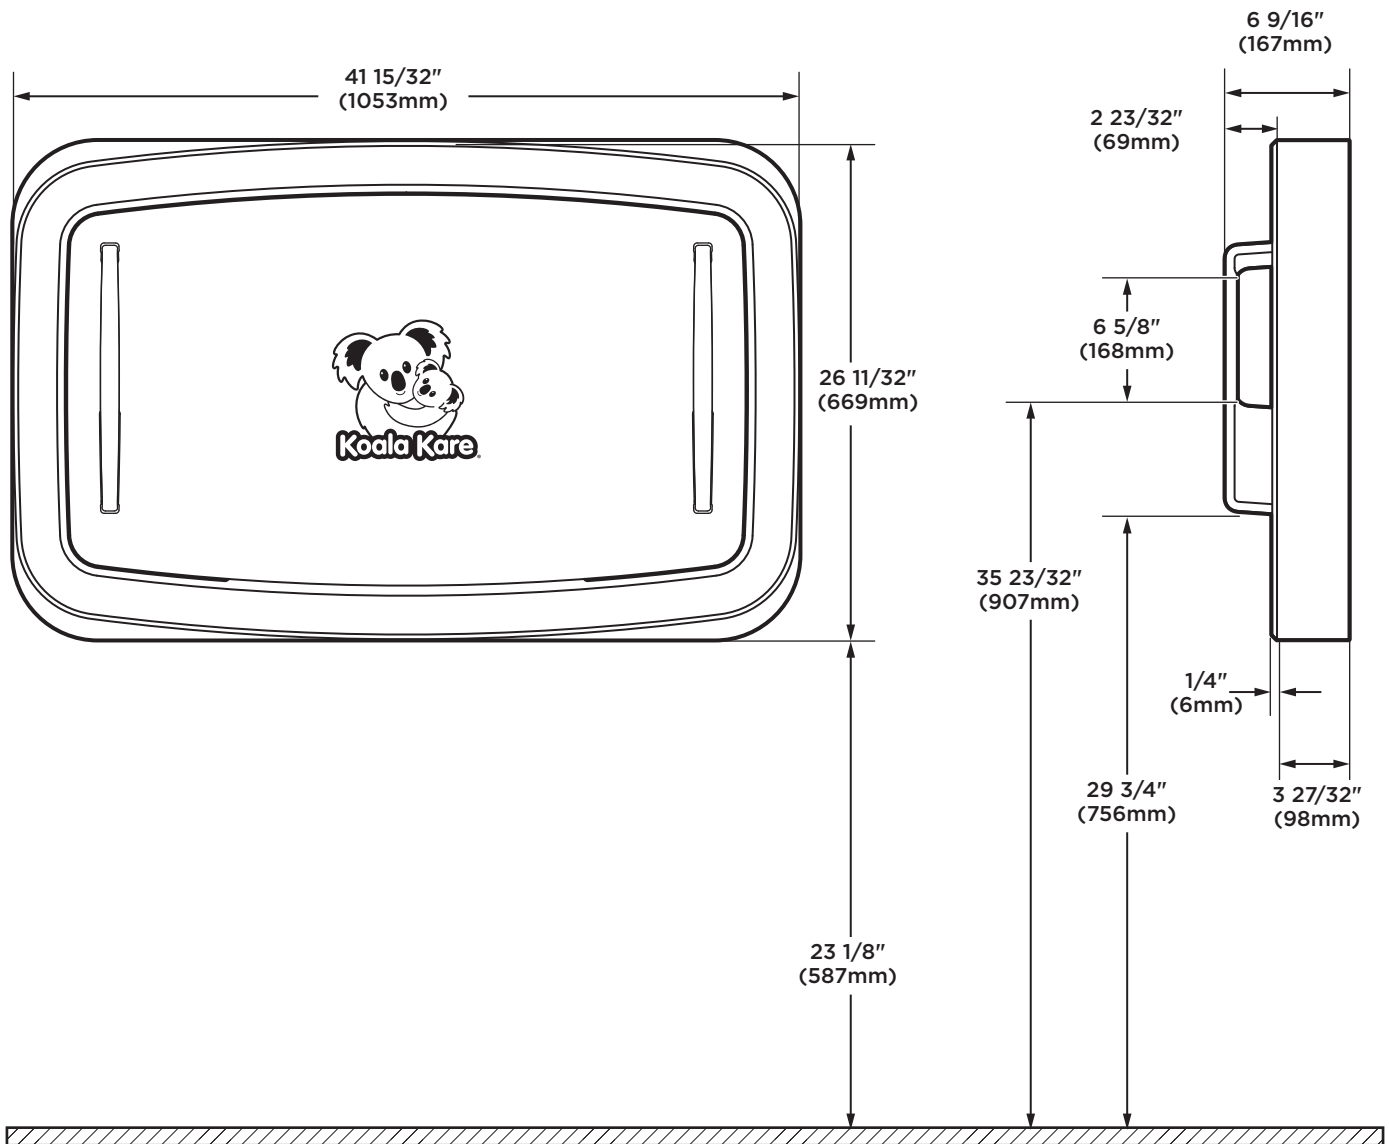 6 9/16"
(167mm)
41 15/32"
(1053mm)
2 23/32"
(69mm)
6 5/8"
(168mm)
26 11/32"
(669mm)
Koala Kare®
35 23/32"
(907mm)
1/4"
(6mm)
29 3/4"
(756mm)
3 27/32"
(98mm)
23 1/8"
(587mm)